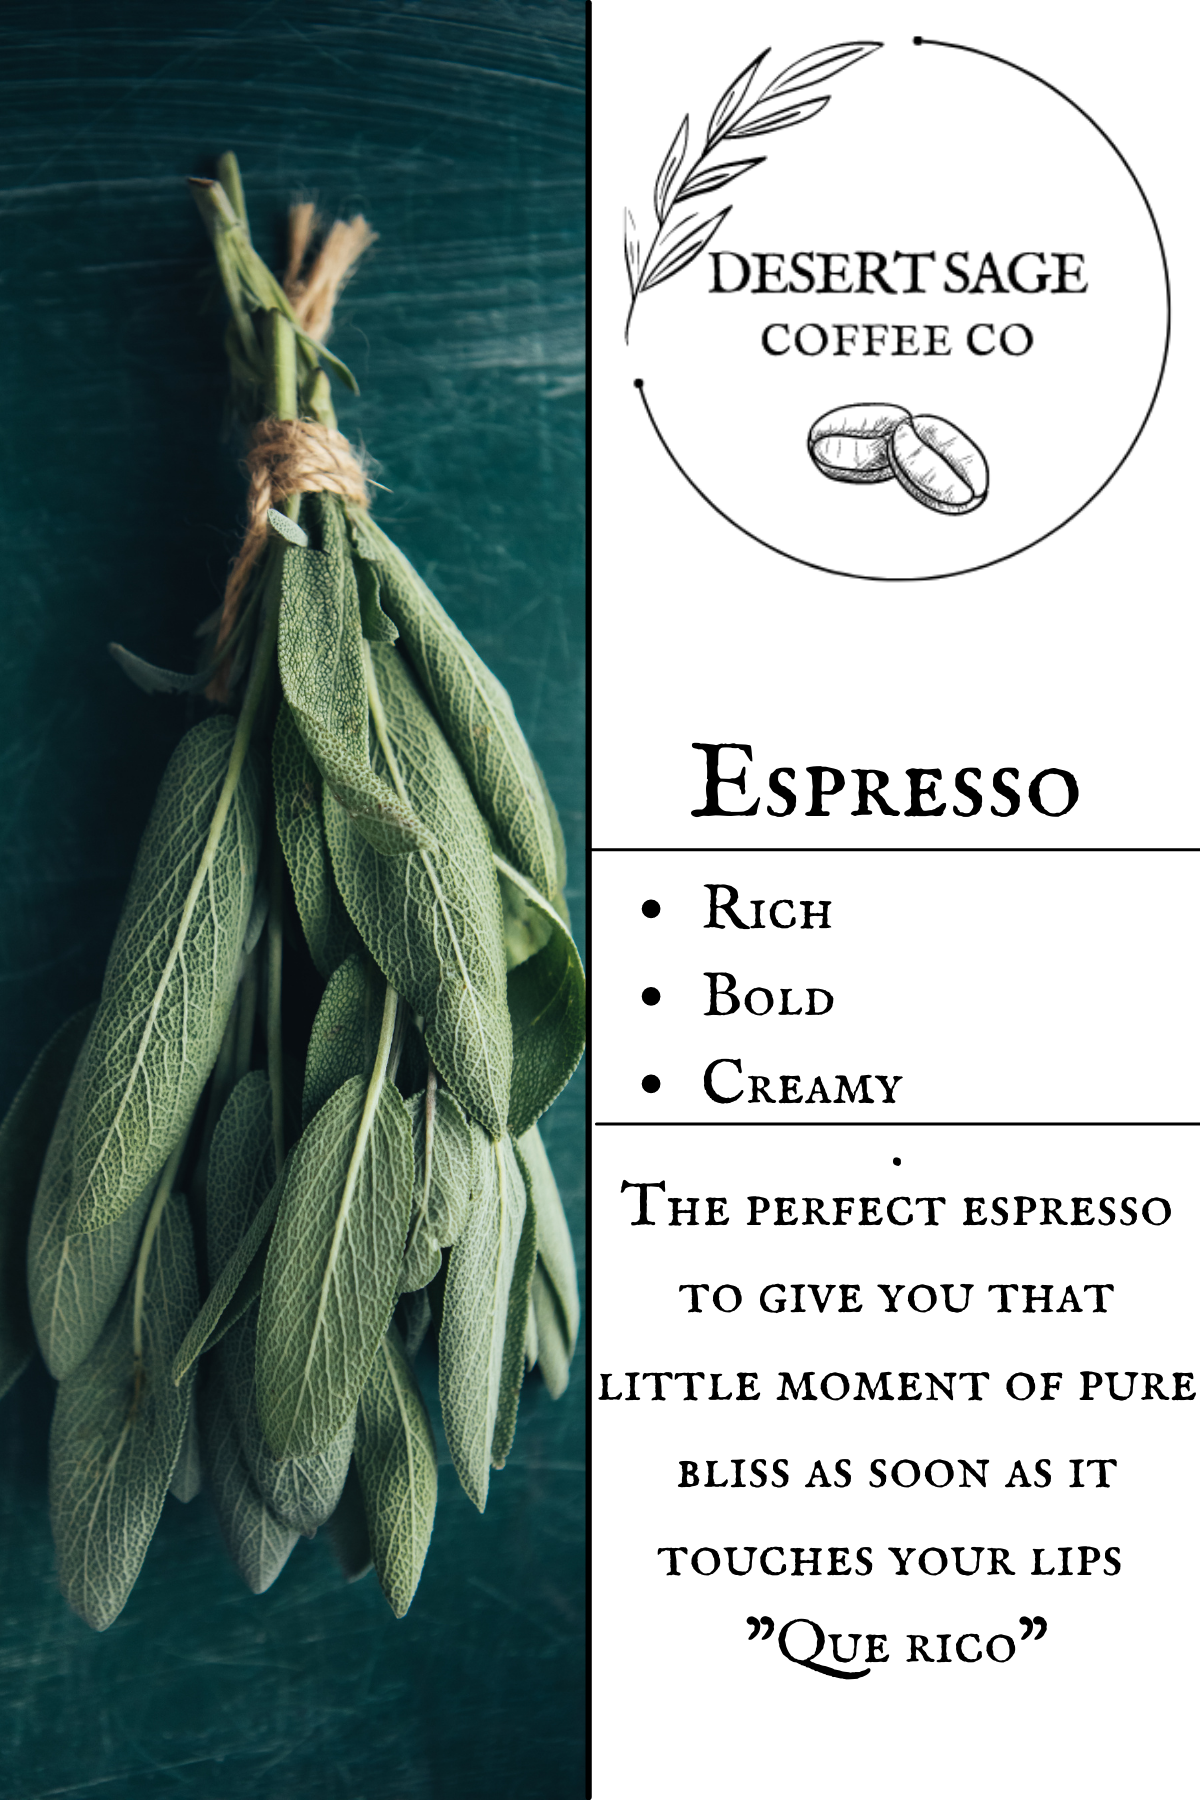 DESERT SAGE
COFFEE CO
Espresso
• Rich
• Bold
• Creamy
.
The perfect espresso
to give you that
little moment of pure
bliss as soon as it
touches your lips
”Que rico”